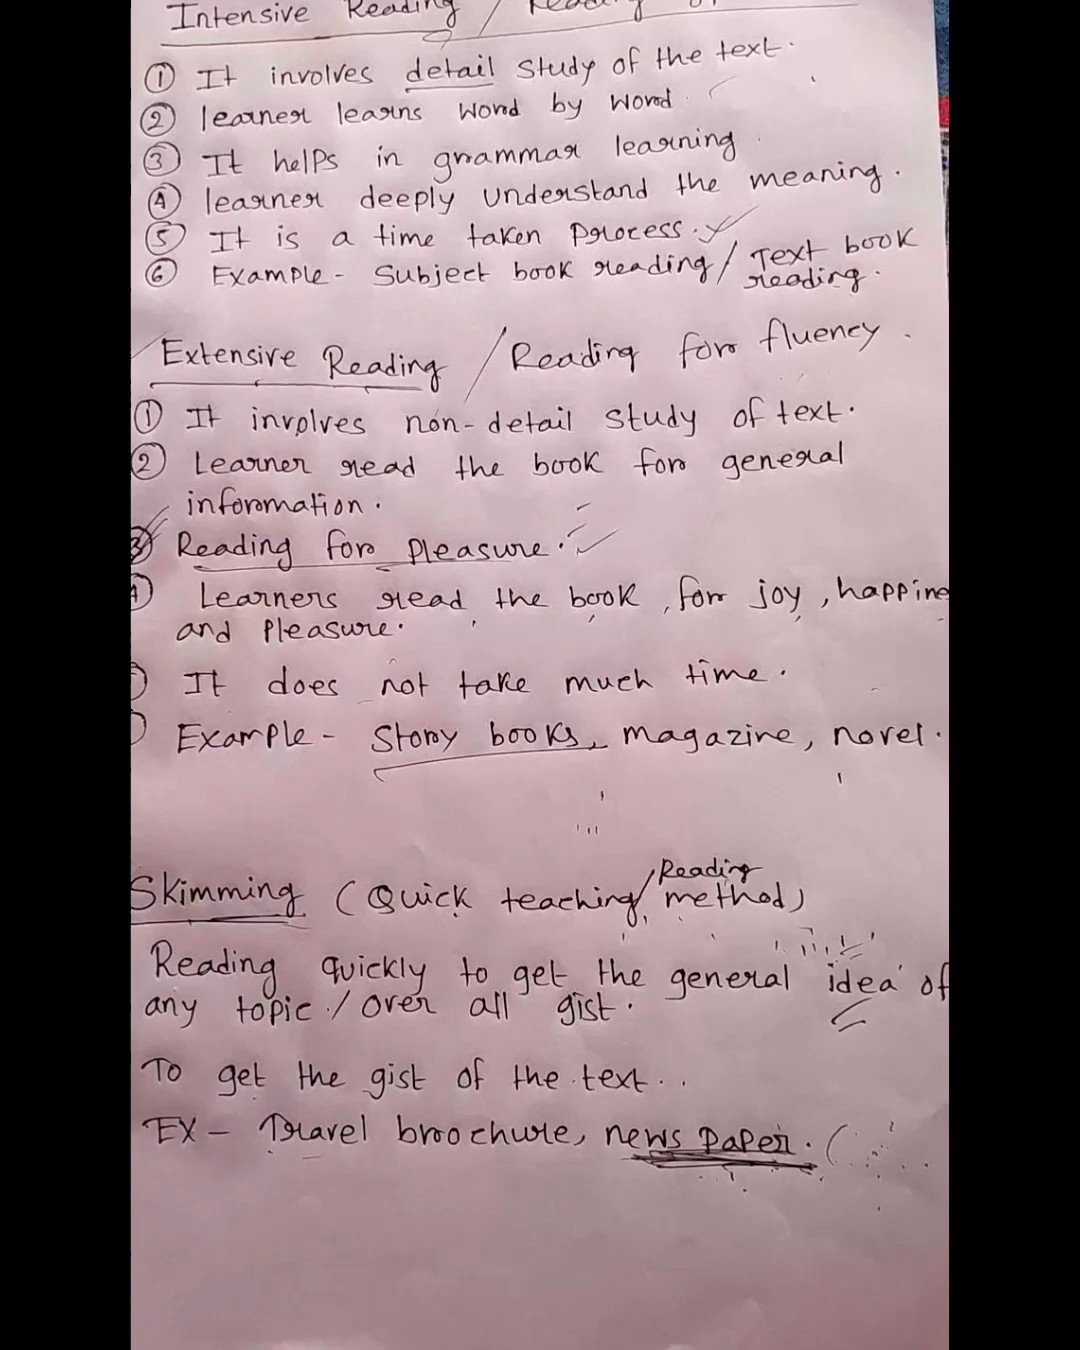 Intensive Reading /
① It involves detail study of the text.
② learner learns word by word
③ It helps in grammar learning
④ learner deeply understand the meaning.
⑤ It is a time taken process.
⑥ Example - Subject book reading / Text book
reading.
Extensive Reading / Reading for fluency.
① It involves non-detail study of text.
② Learner read the book for general
information.
③ Reading for pleasure.
④ Learners read the book, for joy, happine
and pleasure.
It does not take much time.
Example - Story books, magazine, novel.
Reading
Skimming (Quick teaching/ method)
Reading quickly to get the general idea of
any topic / over all gist.
To get the gist of the text..
EX - Travel broochure, news paper.